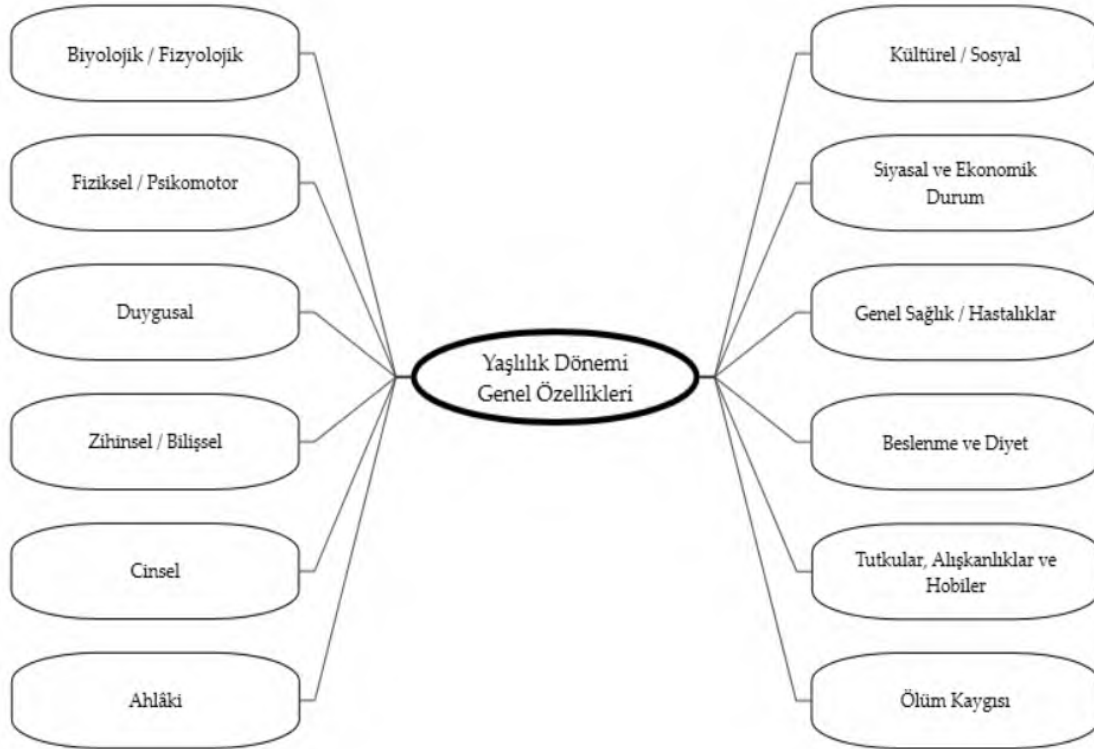 Biyolojik / Fizyolojik
Fiziksel / Psikomotor
Duygusal
Zihinsel / Bilişsel
Cinsel
Ahlâki
Yaşlılık Dönemi
Genel Özellikleri
Kültürel / Sosyal
Siyasal ve Ekonomik
Durum
Genel Sağlık / Hastalıklar
Beslenme ve Diyet
Tutkular, Alışkanlıklar ve
Hobiler
Ölüm Kaygısı